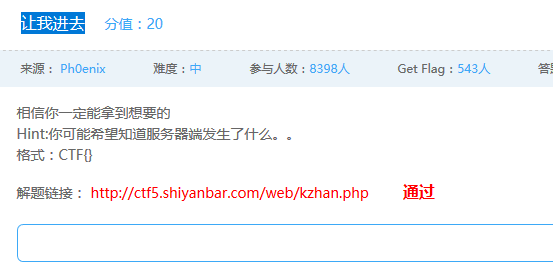 让我进去 分值：20
来源： Ph0enix 难度：中 参与人数：8398人 Get Flag：543人 答题
相信你一定能拿到想要的
Hint:你可能希望知道服务器端发生了什么。。
格式：CTF{}
解题链接： http://ctf5.shiyanbar.com/web/kzhan.php 通过